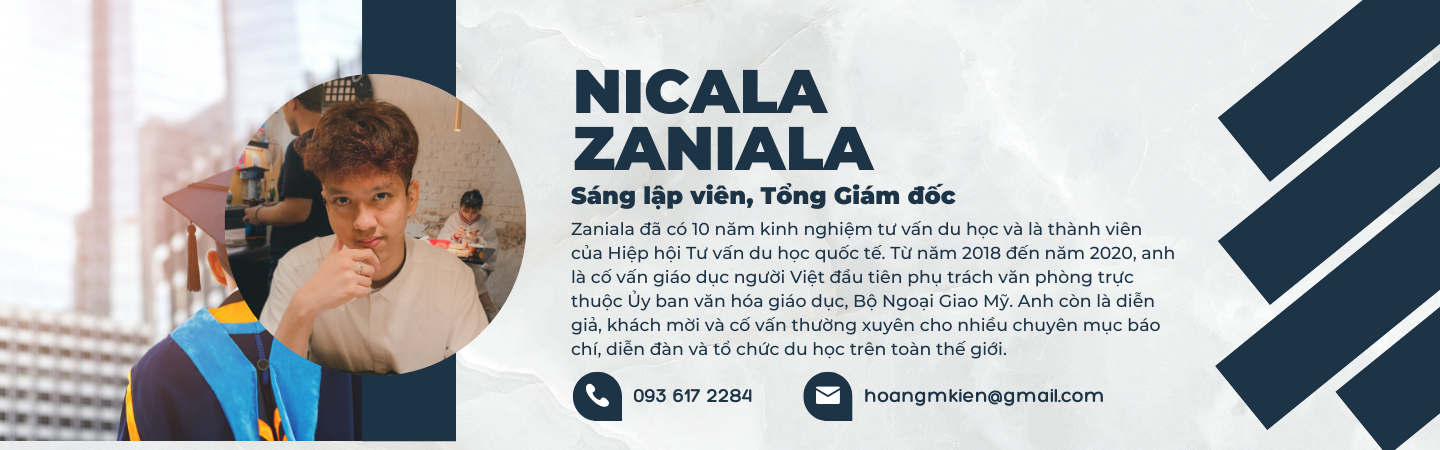 NICALA
ZANIALA
Sáng lập viên, Tổng Giám đốc
Zaniala đã có 10 năm kinh nghiệm tư vấn du học và là thành viên
của Hiệp hội Tư vấn du học quốc tế. Từ năm 2018 đến năm 2020, anh
là cố vấn giáo dục người Việt đầu tiên phụ trách văn phòng trực
thuộc Ủy ban văn hóa giáo dục, Bộ Ngoại Giao Mỹ. Anh còn là diễn
giả, khách mời và cố vấn thường xuyên cho nhiều chuyên mục báo
chí, diễn đàn và tổ chức du học trên toàn thế giới.
093 617 2284
hoangmkien@gmail.com